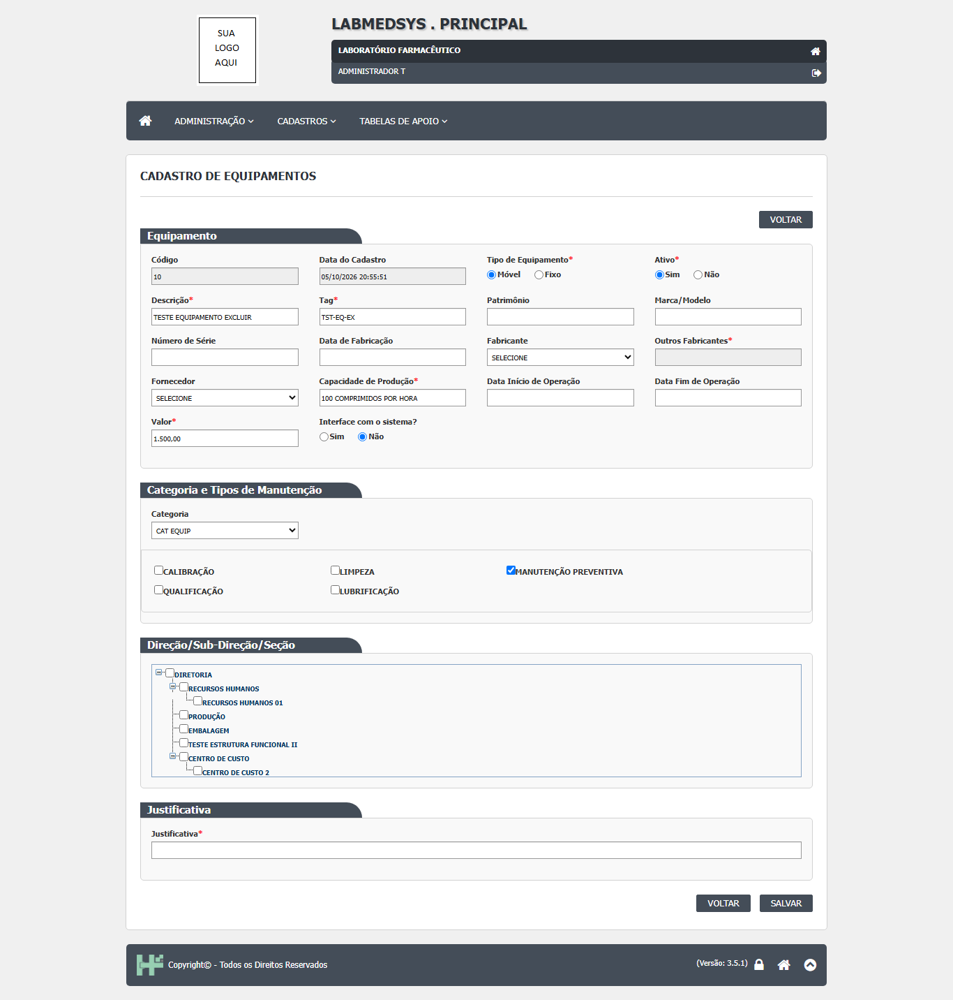 SUA
LOGO
AQUI
LABMEDSYS . PRINCIPAL
LABORATÓRIO FARMACÊUTICO
ADMINISTRADOR T
ADMINISTRAÇÃO CADASTROS TABELAS DE APOIO
CADASTRO DE EQUIPAMENTOS
VOLTAR
Equipamento
Código Data do Cadastro Tipo de Equipamento* Ativo*
10 05/10/2026 20:55:51 Móvel Fixo Sim Não
Descrição* Tag* Patrimônio Marca/Modelo
TESTE EQUIPAMENTO EXCLUIR TST-EQ-EX
Número de Série Data de Fabricação Fabricante Outros Fabricantes*
SELECIONE
Fornecedor Capacidade de Produção* Data Início de Operação Data Fim de Operação
SELECIONE 100 COMPRIMIDOS POR HORA
Valor* Interface com o sistema?
1.500,00 Sim Não
Categoria e Tipos de Manutenção
Categoria
CAT EQUIP
CALIBRAÇÃO LIMPEZA MANUTENÇÃO PREVENTIVA
QUALIFICAÇÃO LUBRIFICAÇÃO
Direção/Sub-Direção/Seção
DIRETORIA
RECURSOS HUMANOS
RECURSOS HUMANOS 01
PRODUÇÃO
EMBALAGEM
TESTE ESTRUTURA FUNCIONAL II
CENTRO DE CUSTO
CENTRO DE CUSTO 2
Justificativa
Justificativa*
VOLTAR SALVAR
Copyright© - Todos os Direitos Reservados (Versão: 3.5.1)